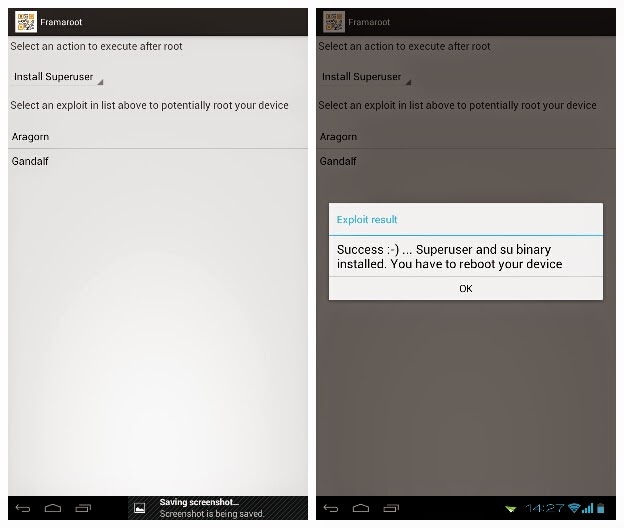 Framaroot
Select an action to execute after root
Install Superuser
Select an exploit in list above to potentially root your device
Aragorn
Gandalf
Saving screenshot...
Screenshot is being saved.
Framaroot
Select an action to execute after root
Install Superuser
Select an exploit in list above to potentially root your device
Aragorn
Gandalf
Exploit result
Success :-) ... Superuser and su binary
installed. You have to reboot your device
OK
14:27